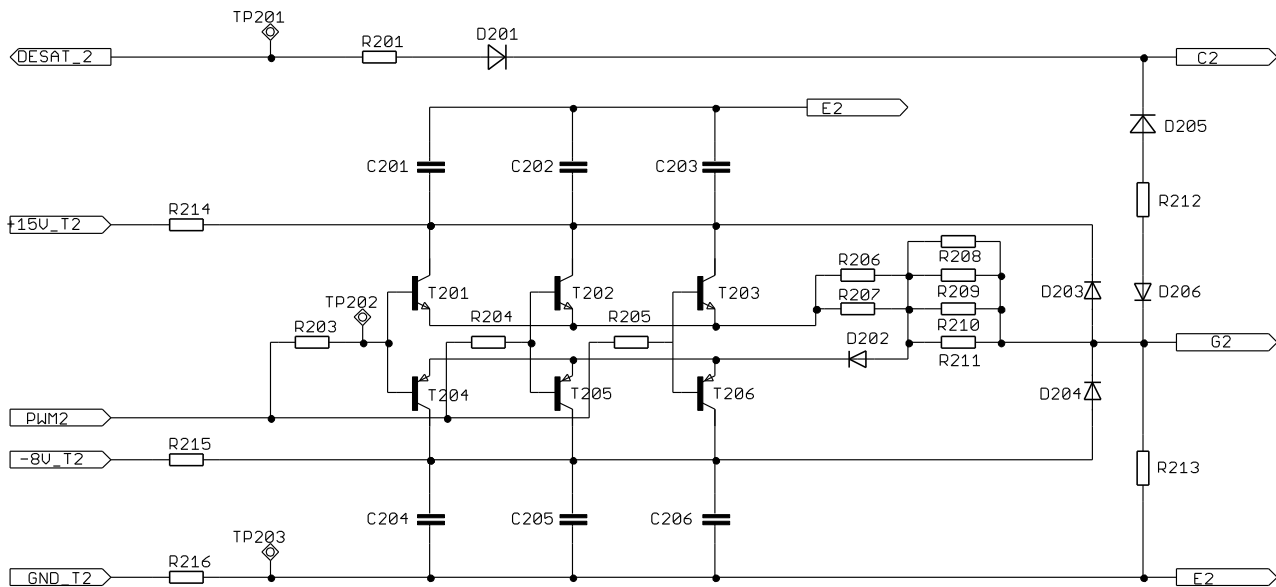 TP201
R201
D201
DESAT_2
C2
E2
D205
C201
C202
C203
R212
+15V_T2
R214
R206
R208
T201
T202
T203
R207
R209
D203
D206
TP202
R203
R204
R205
R210
D202
R211
G2
T204
T205
T206
D204
PWM2
-8V_T2
R215
R213
C204
C205
C206
TP203
R216
GND_T2
E2